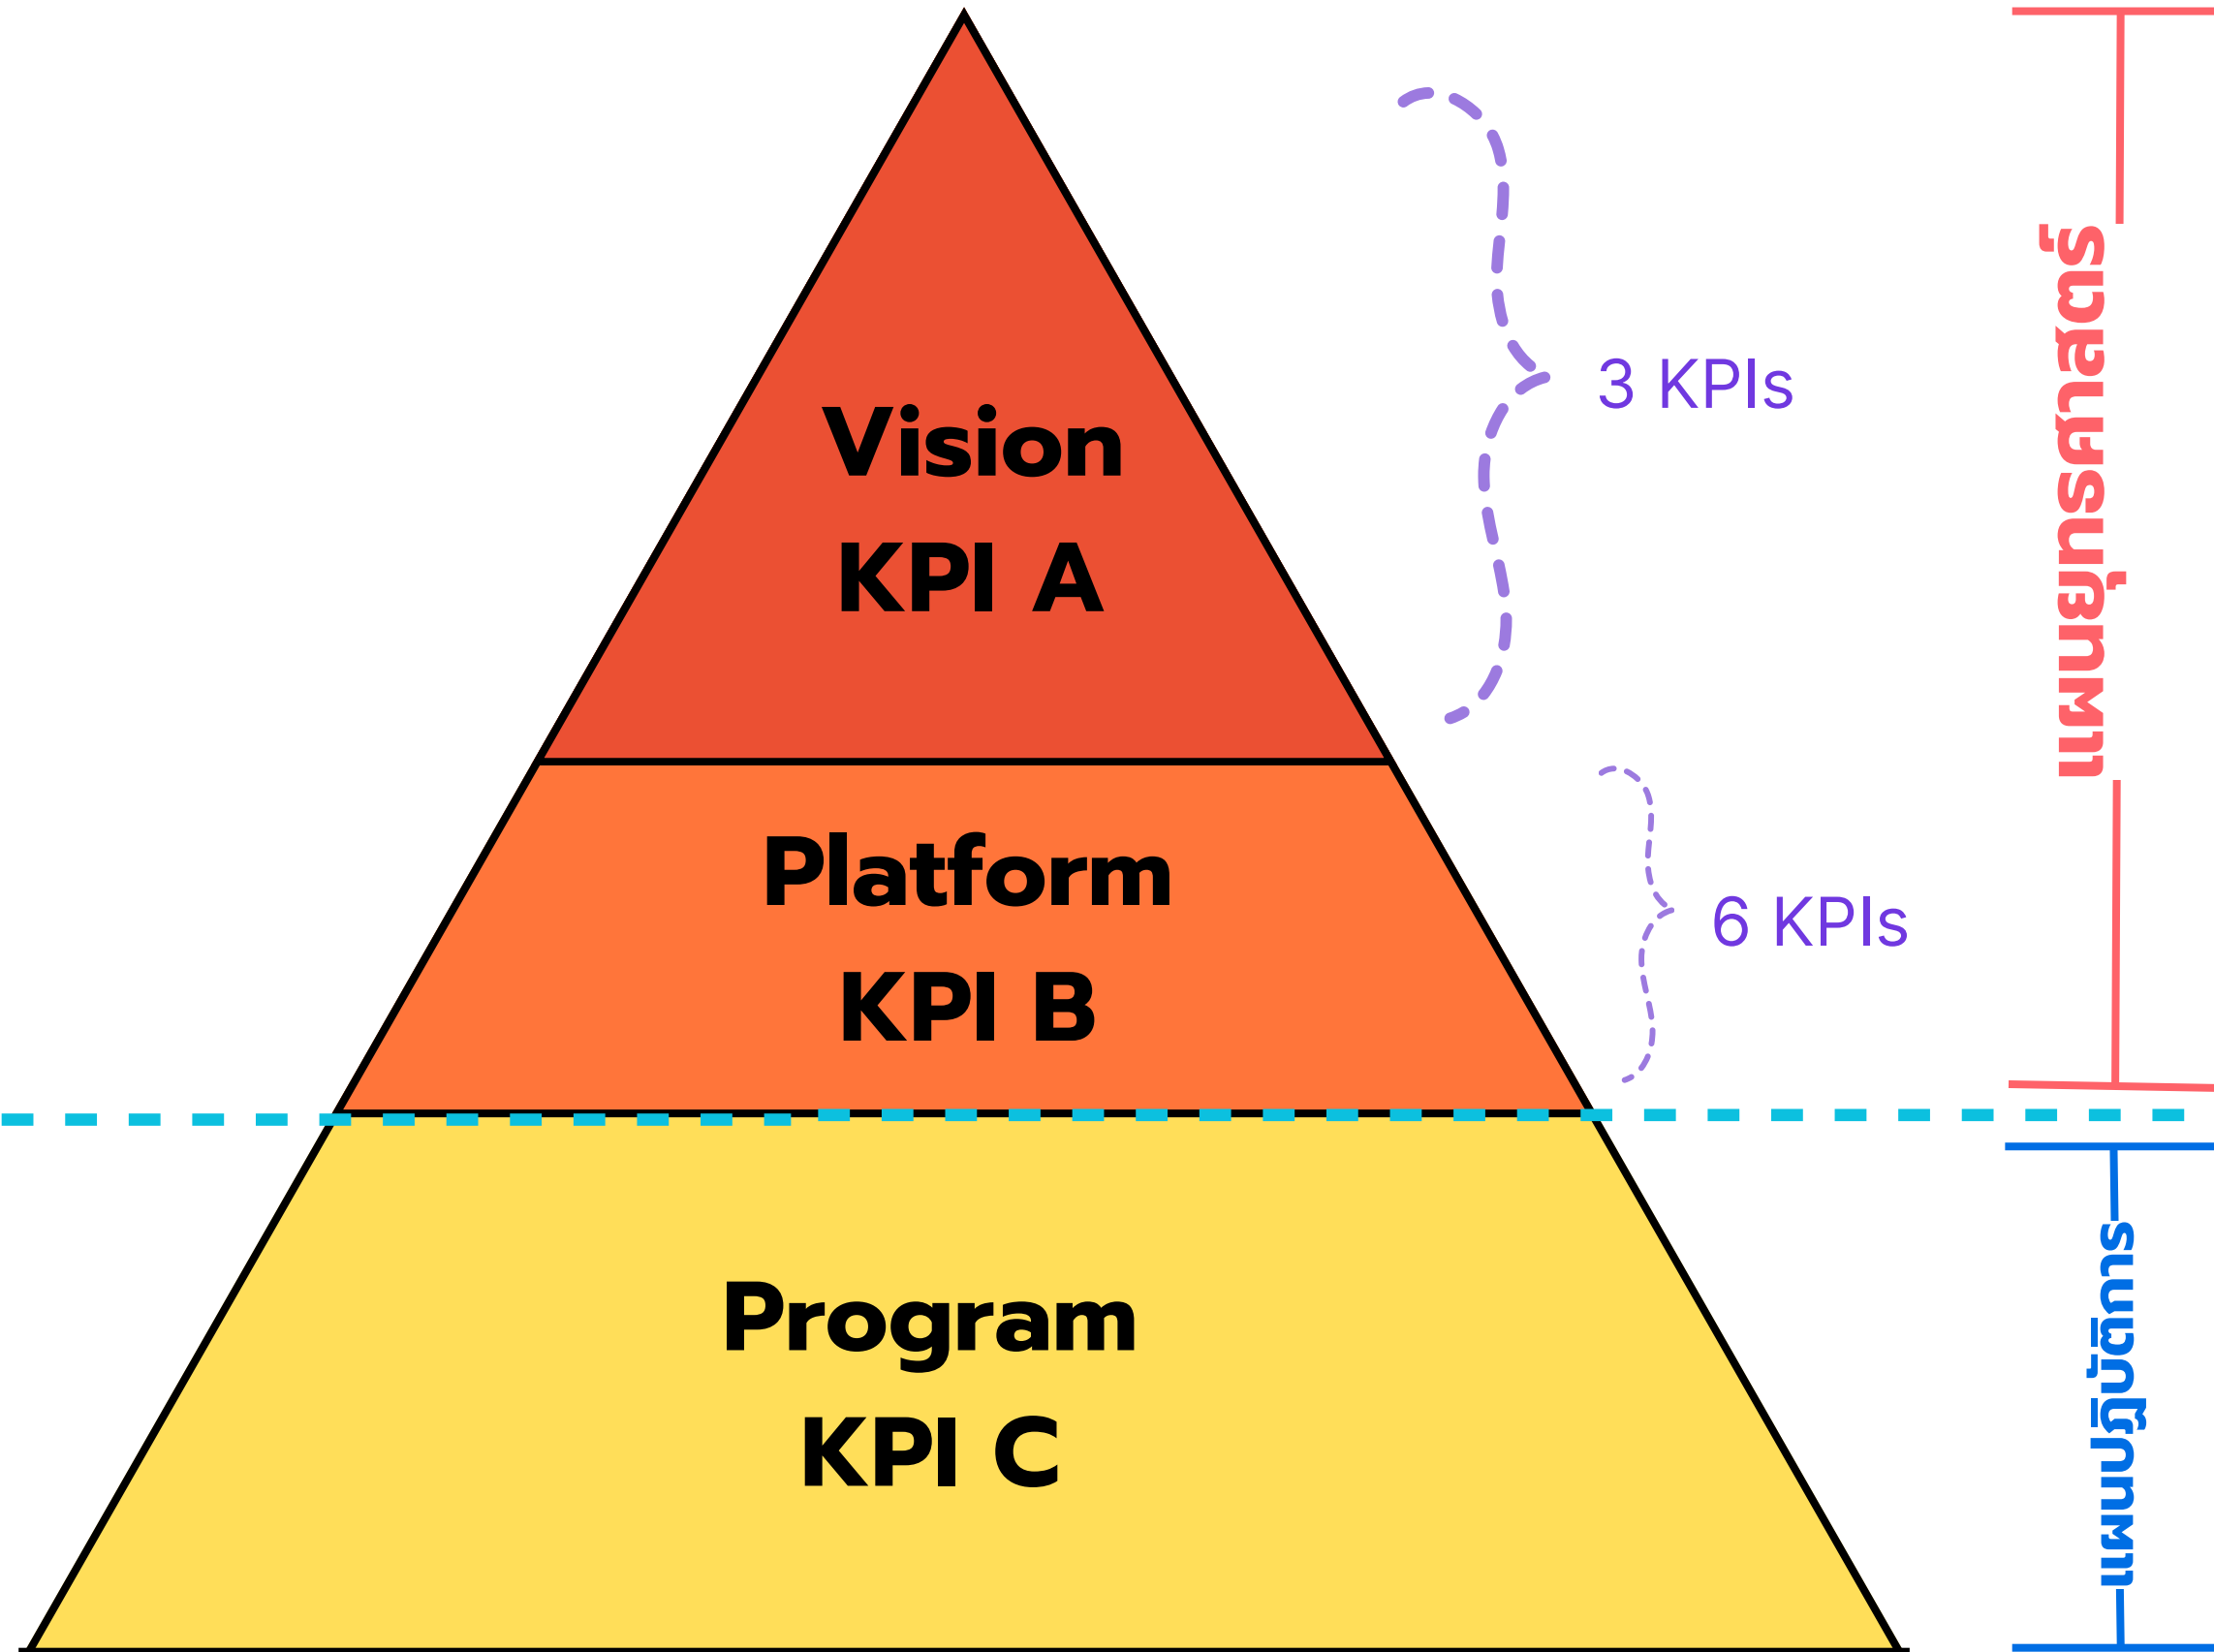 Vision
KPI A
3 KPIs
แผนยุทธศาสตร์
Platform
KPI B
6 KPIs
Program
KPI C
แผนปฏิบัติการ